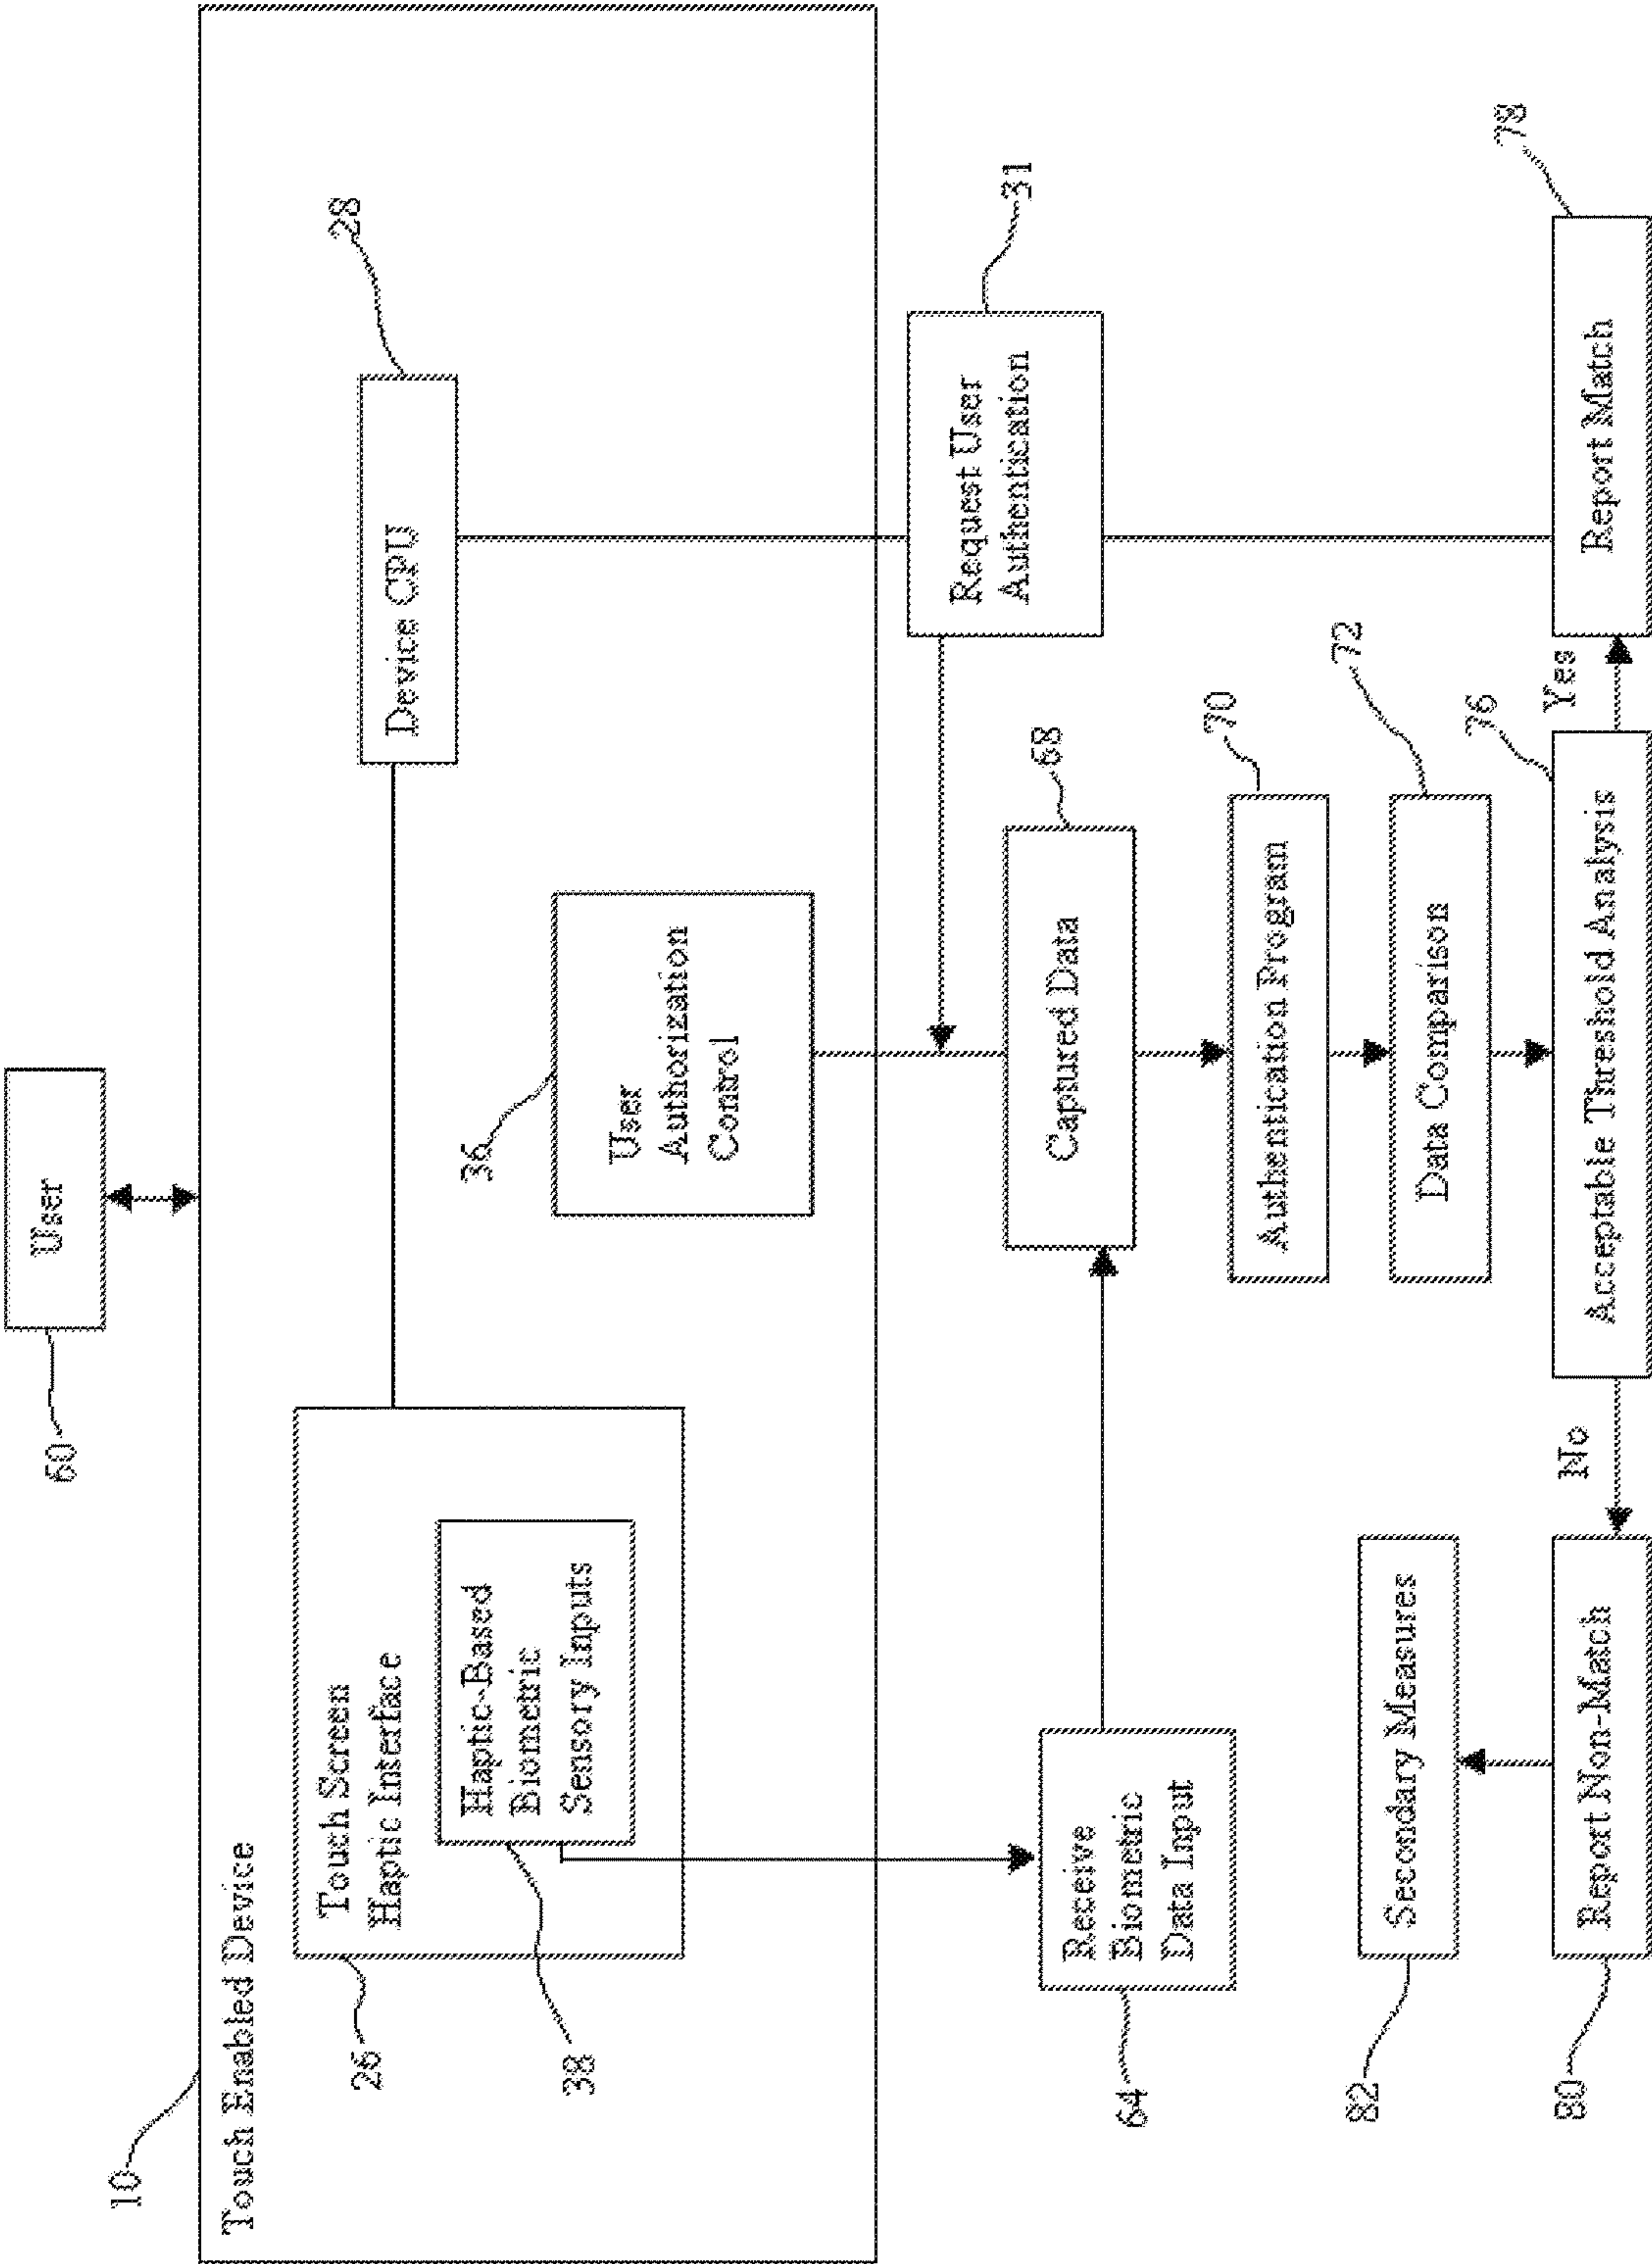 60
User
10
Touch Enabled Device
26
Touch Screen
Haptic Interface
38
Haptic-Based
Biometric
Sensory Inputs
28
Device CPU
36
User
Authorization
Control
31
Request User
Authentication
64
Receive
Biometric
Data Input
68
Captured Data
70
Authentication Program
72
Data Comparison
76
Acceptable Threshold Analysis
Yes
78
Report Match
No
80
Report Non-Match
82
Secondary Measures